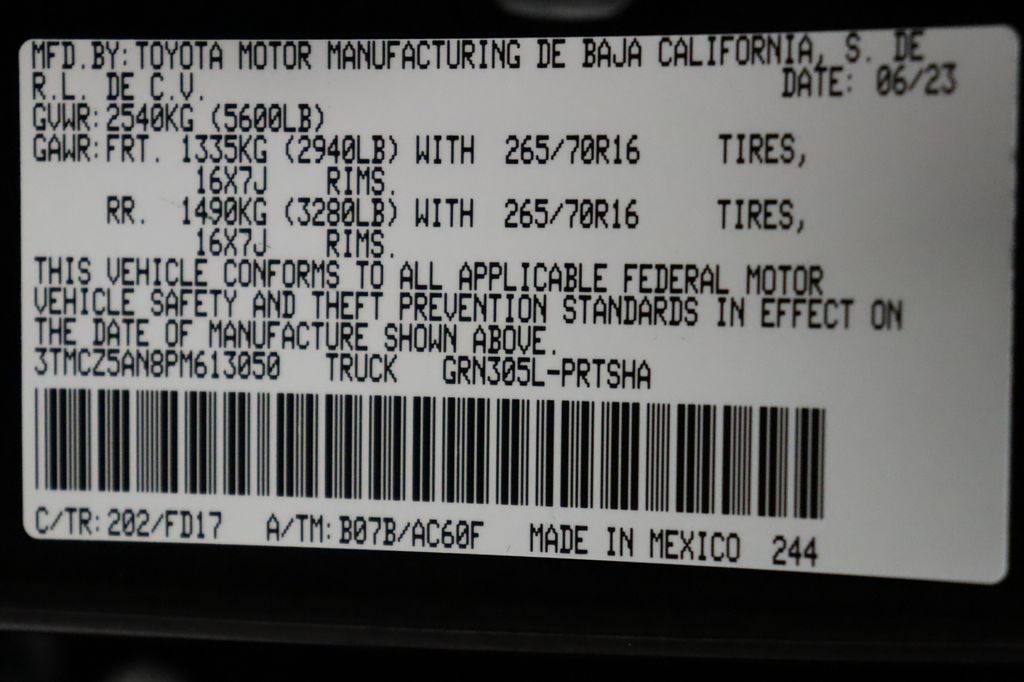 MFD.BY: TOYOTA MOTOR MANUFACTURING DE BAJA CALIFORNIA, S. DE
R.L. DE C.V. DATE: 06/23
GVWR: 2540KG (5600LB)
GAWR: FRT. 1335KG (2940LB) WITH 265/70R16 TIRES,
16X7J RIMS.
RR. 1490KG (3280LB) WITH 265/70R16 TIRES,
16X7J RIMS.
THIS VEHICLE CONFORMS TO ALL APPLICABLE FEDERAL MOTOR
VEHICLE SAFETY AND THEFT PREVENTION STANDARDS IN EFFECT ON
THE DATE OF MANUFACTURE SHOWN ABOVE.
3TMCZ5AN8PM613050 TRUCK GRN305L-PRTSHA
C/TR: 202/FD17 A/TM: B07B/AC60F MADE IN MEXICO 244